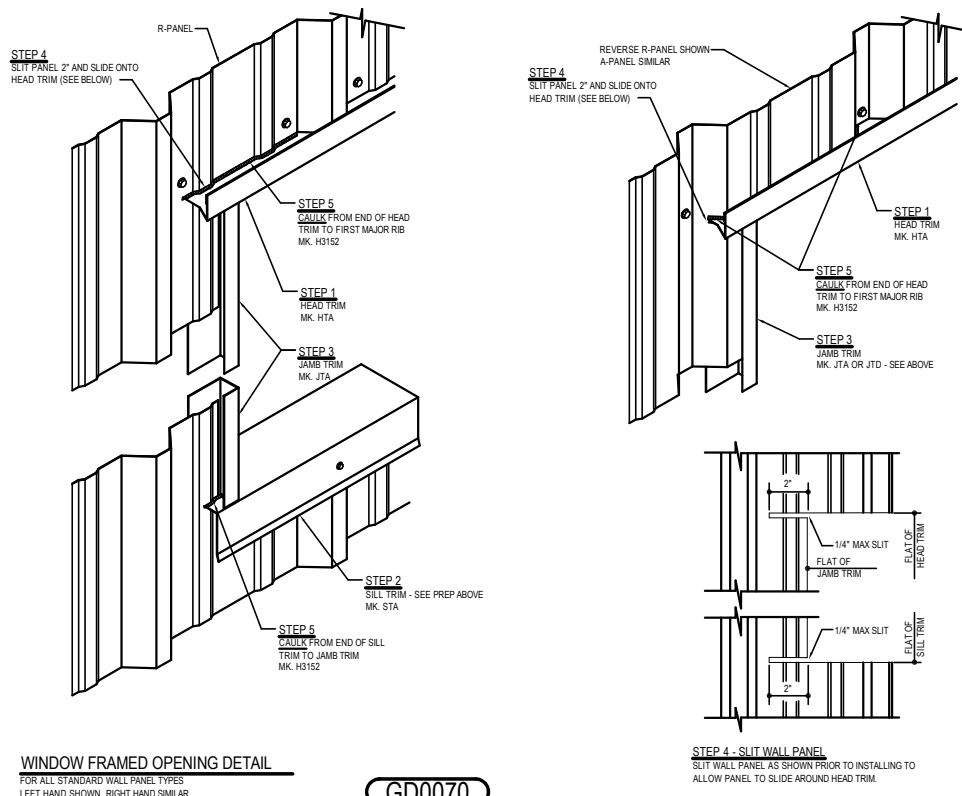 R-PANEL
STEP 4
SLIT PANEL 2" AND SLIDE ONTO
HEAD TRIM (SEE BELOW)
STEP 5
CAULK FROM END OF HEAD
TRIM TO FIRST MAJOR RIB
MK. H3152
STEP 1
HEAD TRIM
MK. HTA
STEP 3
JAMB TRIM
MK. JTA
STEP 2
SILL TRIM - SEE PREP ABOVE
MK. STA
STEP 5
CAULK FROM END OF SILL
TRIM TO JAMB TRIM
MK. H3152
REVERSE R-PANEL SHOWN
A-PANEL SIMILAR
STEP 4
SLIT PANEL 2" AND SLIDE ONTO
HEAD TRIM (SEE BELOW)
STEP 1
HEAD TRIM
MK. HTA
STEP 5
CAULK FROM END OF HEAD
TRIM TO FIRST MAJOR RIB
MK. H3152
STEP 3
JAMB TRIM
MK. JTA OR JTD - SEE ABOVE
2"
1/4" MAX SLIT
FLAT OF
JAMB TRIM
FLAT OF
HEAD TRIM
1/4" MAX SLIT
FLAT OF
SILL TRIM
2"
STEP 4 - SLIT WALL PANEL
SLIT WALL PANEL AS SHOWN PRIOR TO INSTALLING TO
ALLOW PANEL TO SLIDE AROUND HEAD TRIM.
WINDOW FRAMED OPENING DETAIL
FOR ALL STANDARD WALL PANEL TYPES
LEFT HAND SHOWN, RIGHT HAND SIMILAR
GD0070